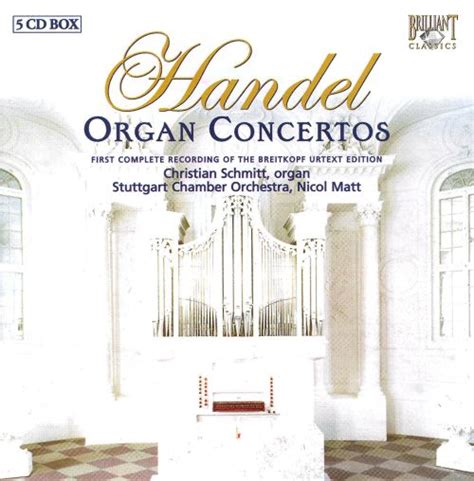 5 CD BOX
BRILLIANT
CLASSICS
Handel
ORGAN CONCERTOS
FIRST COMPLETE RECORDING OF THE BREITKOPF URTEXT EDITION
Christian Schmitt, organ
Stuttgart Chamber Orchestra, Nicol Matt